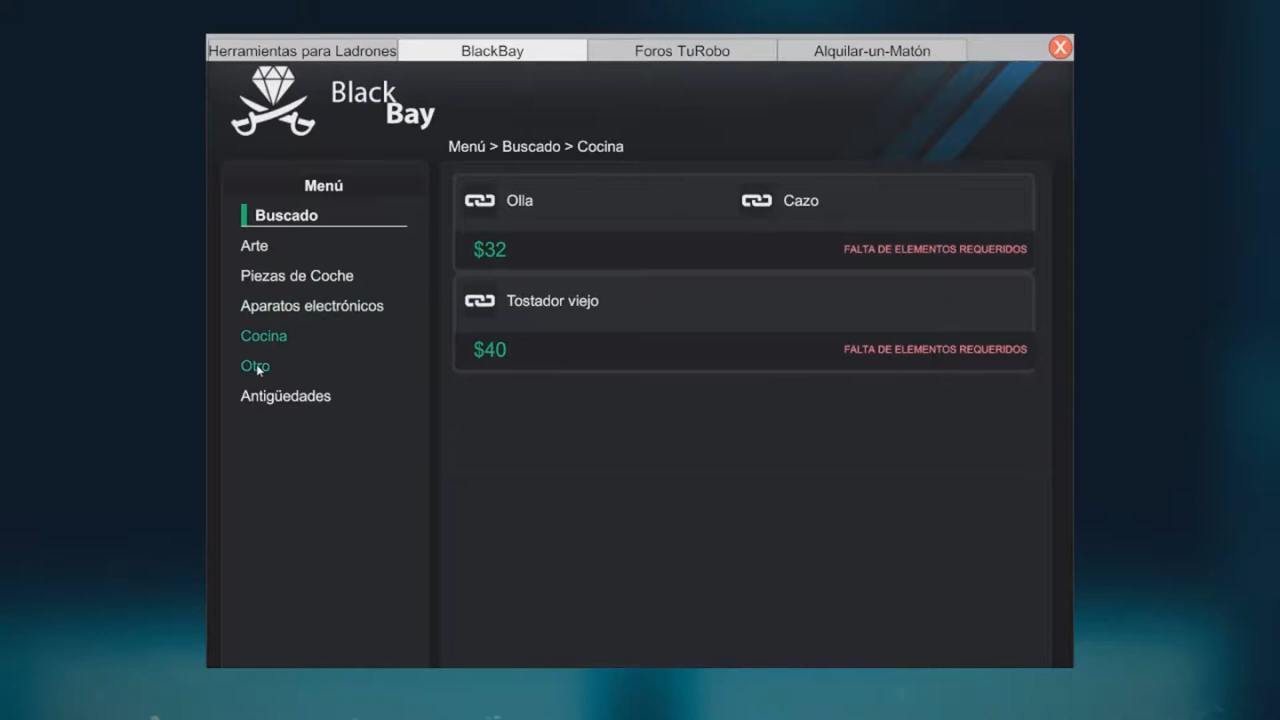 Herramientas para Ladrones
BlackBay
Foros TuRobo
Alquilar-un-Matón
X
Black
Bay
Menú > Buscado > Cocina
Menú
Buscado
Arte
Piezas de Coche
Aparatos electrónicos
Cocina
Otro
Antigüedades
Olla
Cazo
$32
FALTA DE ELEMENTOS REQUERIDOS
Tostador viejo
$40
FALTA DE ELEMENTOS REQUERIDOS